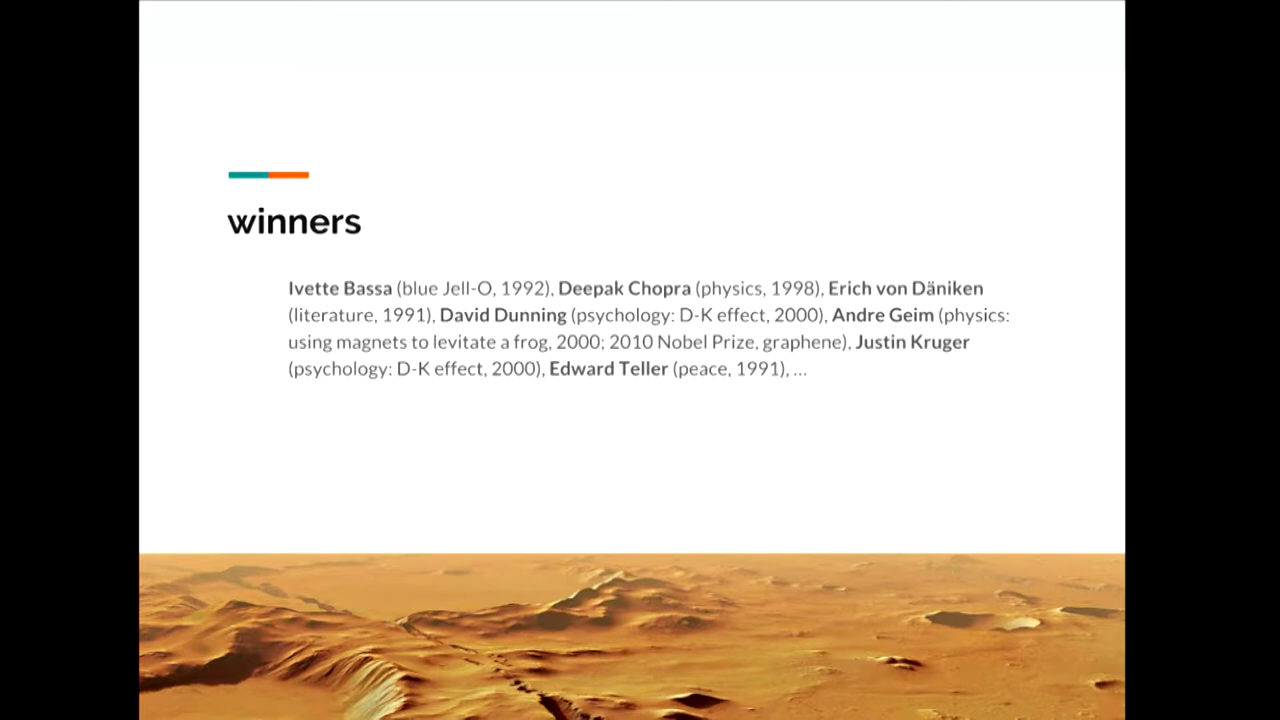 winners
Ivette Bassa (blue Jell-O, 1992), Deepak Chopra (physics, 1998), Erich von Däniken
(literature, 1991), David Dunning (psychology: D-K effect, 2000), Andre Geim (physics:
using magnets to levitate a frog, 2000; 2010 Nobel Prize, graphene), Justin Kruger
(psychology: D-K effect, 2000), Edward Teller (peace, 1991), ...